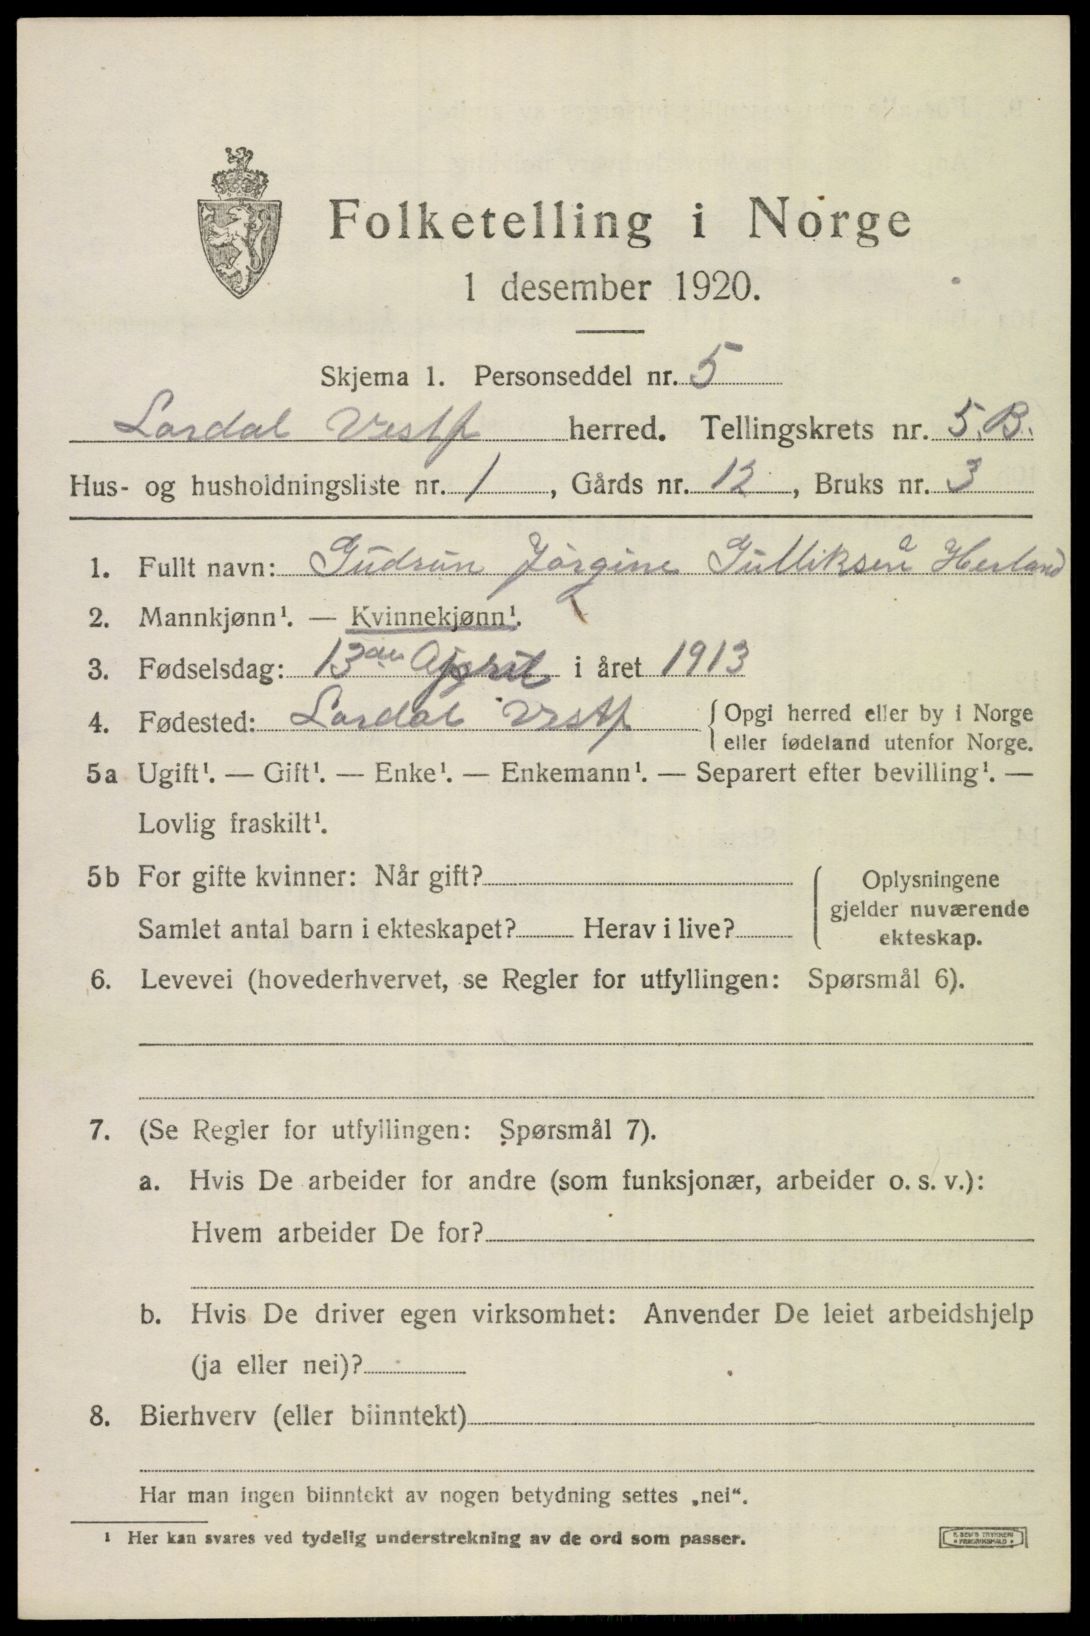 Folketelling i Norge
1 desember 1920.
Skjema 1. Personseddel nr. 5
Lardal Vestf herred. Tellingskrets nr. 5.B.
Hus- og husholdningsliste nr. 1, Gårds nr. 12, Bruks nr. 3
1. Fullt navn: Gudrun Jørgine Gulliksen Herland
2. Mannkjønn¹. — Kvinnekjønn¹.
3. Fødselsdag: 13de April i året 1913
4. Fødested: Lardal Vestf {Opgi herred eller by i Norge
eller fødeland utenfor Norge.
5a Ugift¹. — Gift¹. — Enke¹. — Enkemann¹. — Separert efter bevilling¹. —
Lovlig fraskilt¹.
5b For gifte kvinner: Når gift?
Samlet antal barn i ekteskapet? Herav i live?
Oplysningene
gjelder nuværende
ekteskap.
6. Levevei (hovederhvervet, se Regler for utfyllingen: Spørsmål 6).
7. (Se Regler for utfyllingen: Spørsmål 7).
a. Hvis De arbeider for andre (som funksjonær, arbeider o. s. v.):
Hvem arbeider De for?
b. Hvis De driver egen virksomhet: Anvender De leiet arbeidshjelp
(ja eller nei)?
8. Bierhverv (eller biinntekt)
Har man ingen biinntekt av nogen betydning settes „nei“.
¹ Her kan svares ved tydelig understrekning av de ord som passer.